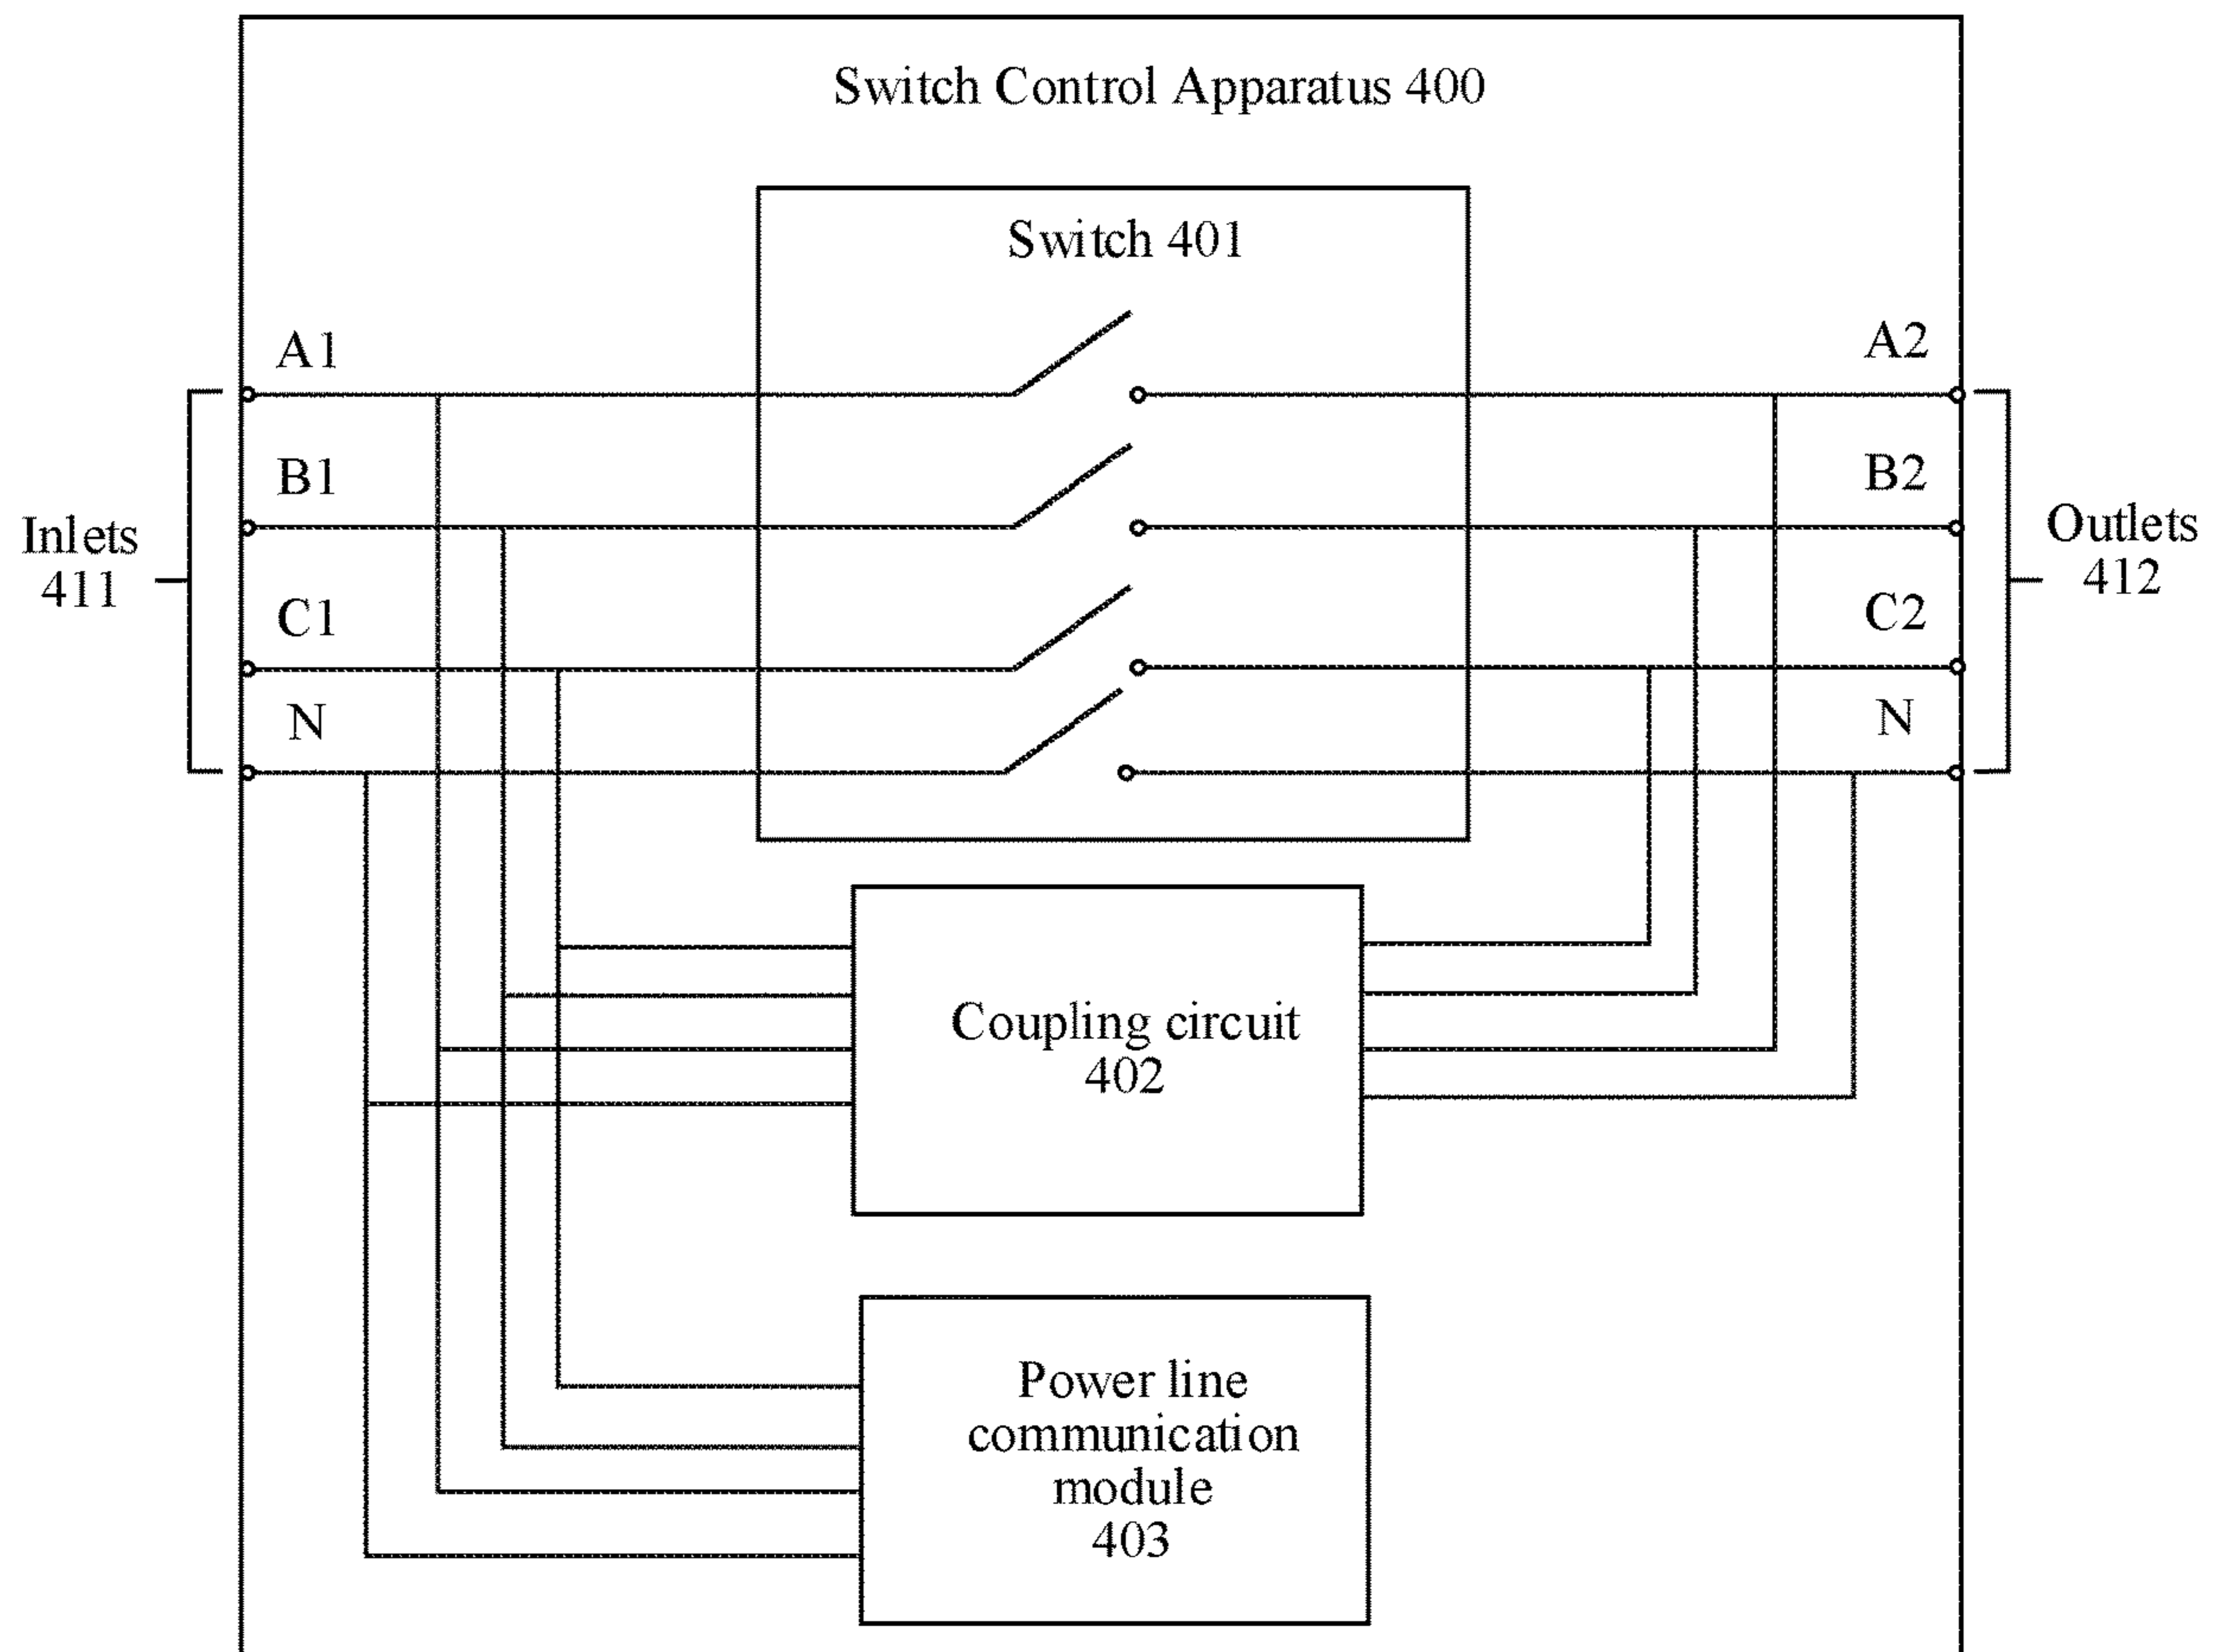 Switch Control Apparatus 400
Switch 401
A1
A2
B1
B2
Inlets
411
Outlets
412
C1
C2
N
N
Coupling circuit
402
Power line
communication
module
403